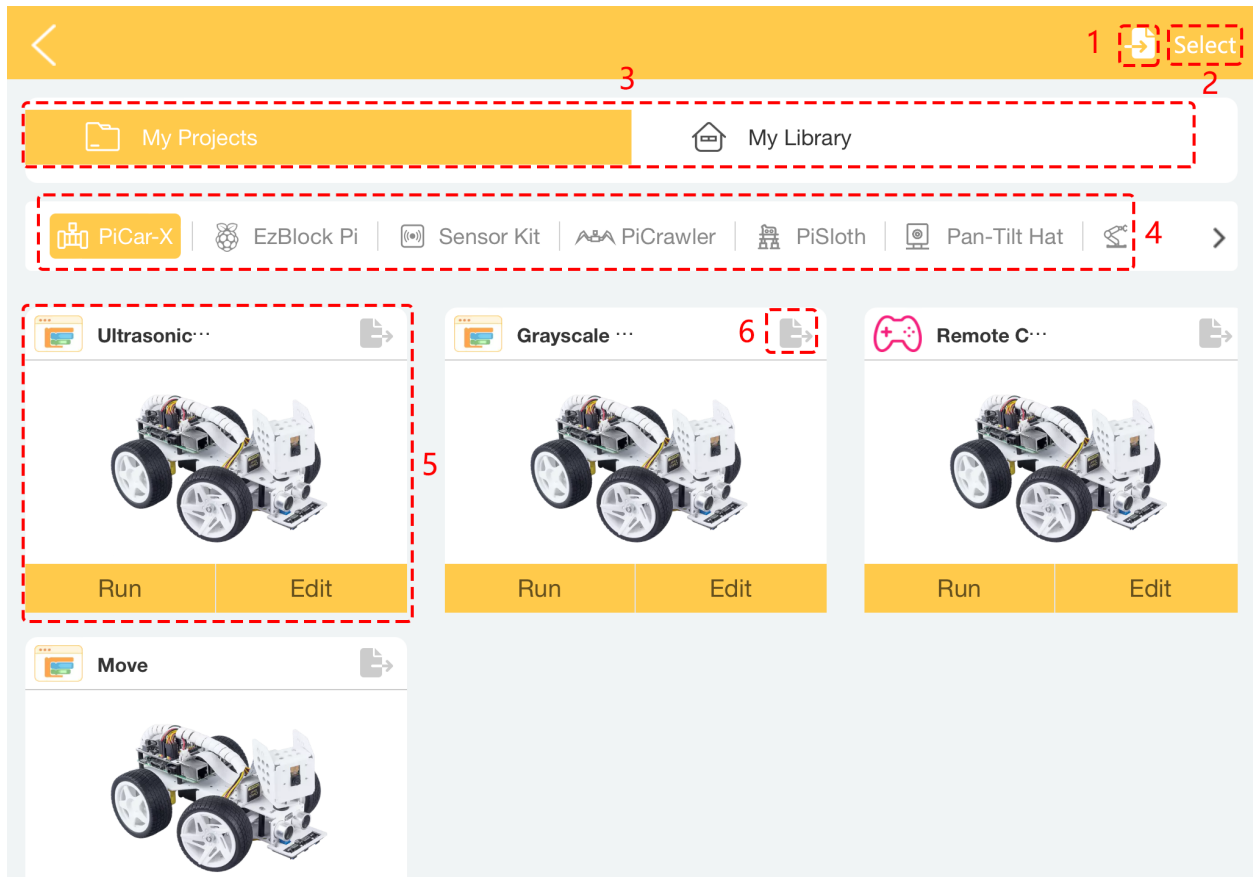 1 Select
2
3
My Projects My Library
PiCar-X EzBlock Pi Sensor Kit PiCrawler PiSloth Pan-Tilt Hat 4
Ultrasonic··· Grayscale ··· 6 Remote C···
5
Run Edit Run Edit Run Edit
Move